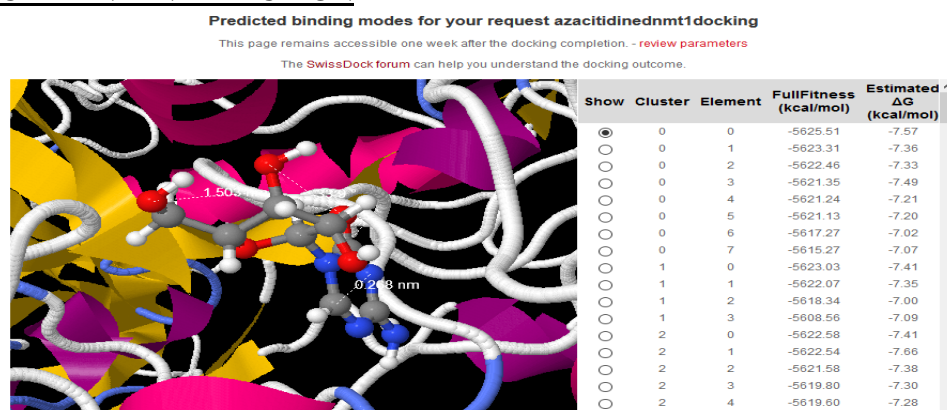 Predicted binding modes for your request azacitidinednmt1docking
This page remains accessible one week after the docking completion. - review parameters
The SwissDock forum can help you understand the docking outcome.
Show Cluster Element FullFitness (kcal/mol) Estimated ΔG (kcal/mol)
0 0 -5625.51 -7.57
0 1 -5623.31 -7.36
0 2 -5622.46 -7.33
0 3 -5621.35 -7.49
0 4 -5621.24 -7.21
0 5 -5621.13 -7.20
0 6 -5617.27 -7.02
0 7 -5615.27 -7.07
1 0 -5623.03 -7.41
1 1 -5622.07 -7.35
1 2 -5618.34 -7.00
1 3 -5608.56 -7.09
2 0 -5622.58 -7.41
2 1 -5622.54 -7.66
2 2 -5621.58 -7.38
2 3 -5619.80 -7.30
2 4 -5619.60 -7.28
0.268 nm